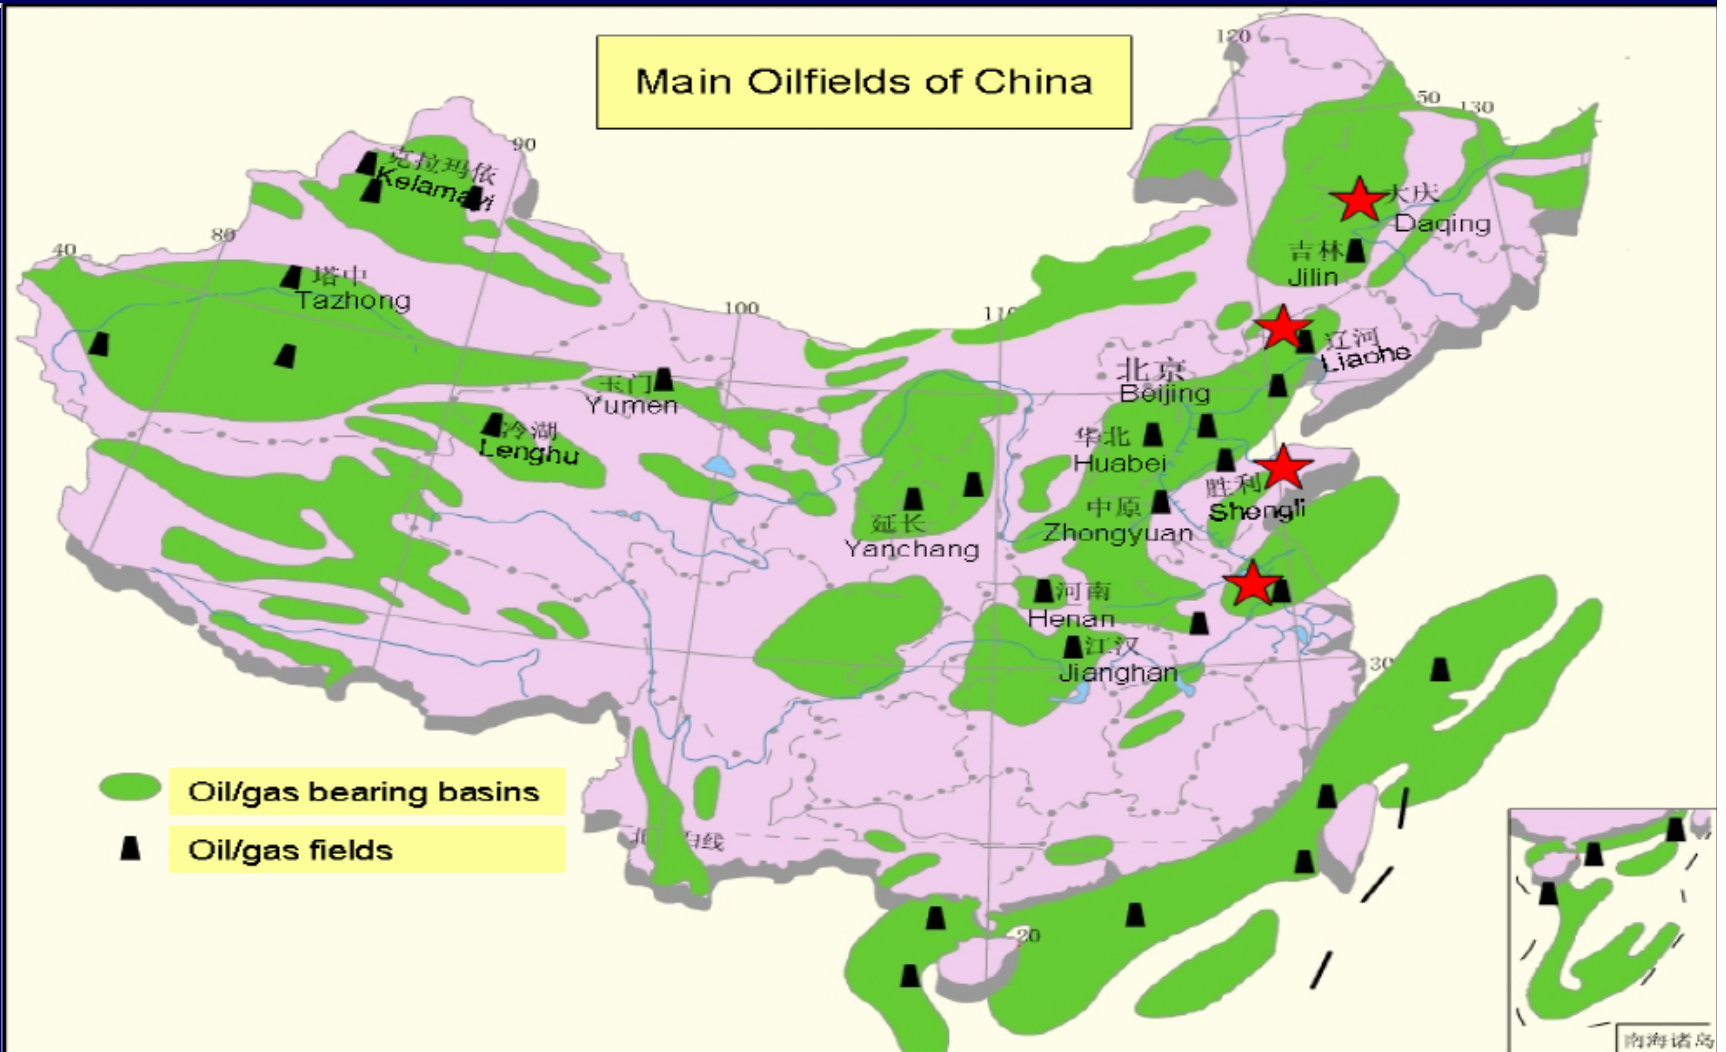 Main Oilfields of China
120
50
130
90
克拉玛依
Kelamayi
大庆
Daqing
80
40
吉林
Jilin
塔中
Tazhong
100
110
辽河
Liaohe
北京
Beijing
玉门
Yumen
冷湖
Lenghu
华北
Huabei
胜利
Shengli
中原
Zhongyuan
延长
Yanchang
河南
Henan
江汉
Jianghan
30
Oil/gas bearing basins
Oil/gas fields
20
南海诸岛